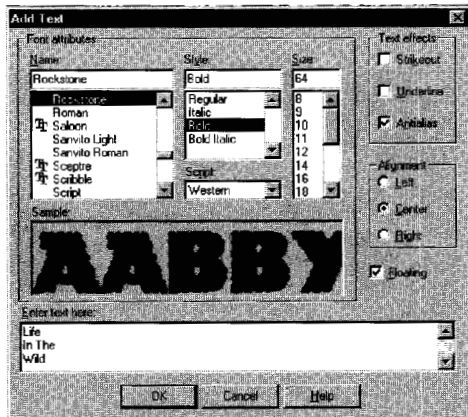 Add Text
Font attributes
Name:
Rockstone
Rockstone
Roman
Saloon
Sanvito Light
Sanvito Roman
Sceptre
Scribble
Script
Style:
Bold
Regular
Italic
Bold
Bold Italic
Script:
Western
Size:
64
8
9
10
11
12
14
16
18
Sample:
AABBY
Text effects
Strikeout
Underline
Antialias
Alignment
Left
Center
Right
Floating
Enter text here:
Life
In The
Wild
OK
Cancel
Help